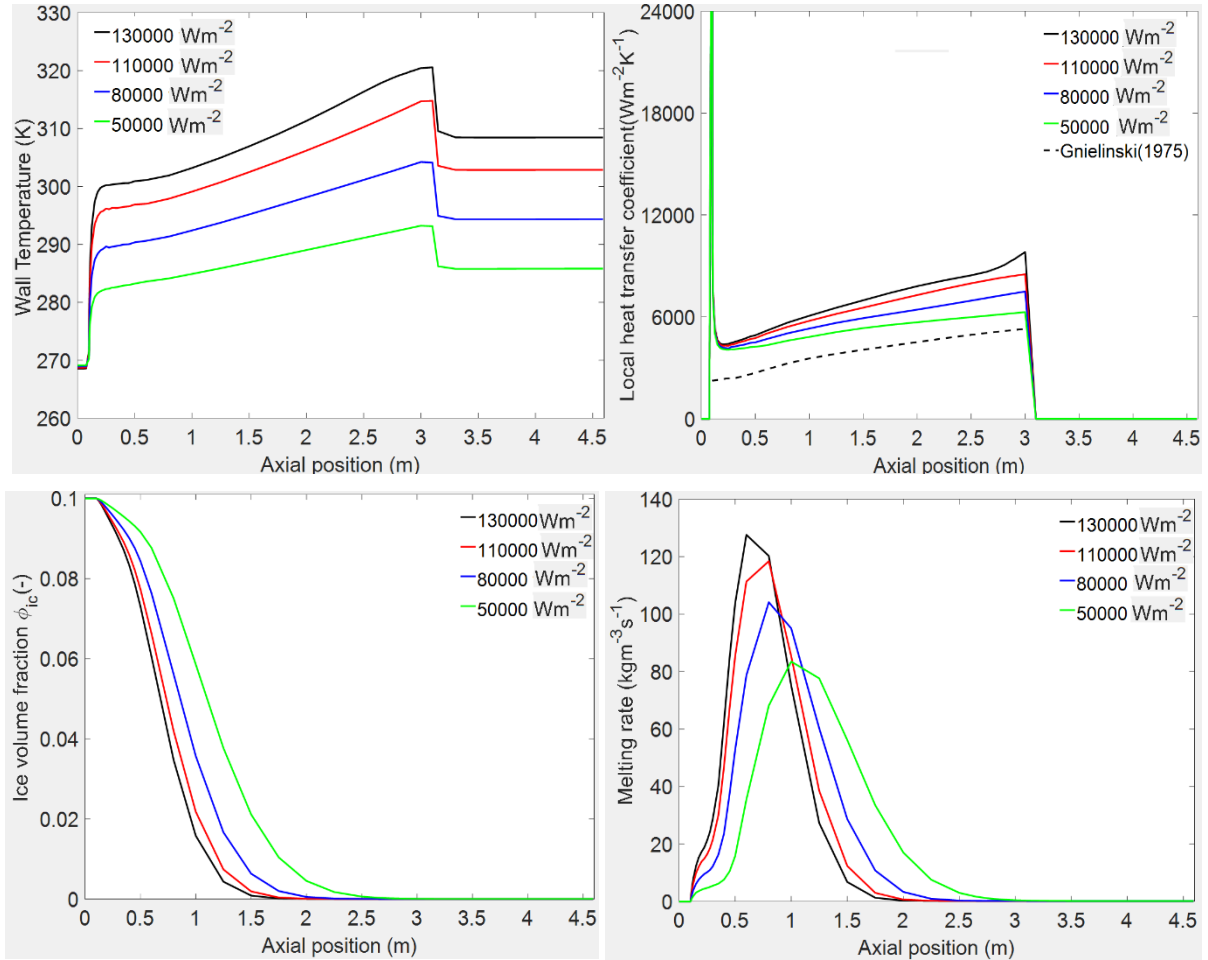 Wall Temperature (K)
330
320
310
300
290
280
270
260
130000 Wm-2
110000 Wm-2
80000 Wm-2
50000 Wm-2
0 0.5 1 1.5 2 2.5 3 3.5 4 4.5
Axial position (m)
Local heat transfer coefficient(Wm-2K-1)
24000
18000
12000
6000
0
130000 Wm-2
110000 Wm-2
80000 Wm-2
50000 Wm-2
Gnielinski(1975)
0 0.5 1 1.5 2 2.5 3 3.5 4 4.5
Axial position (m)
Ice volume fraction ϕic(-)
0.1
0.08
0.06
0.04
0.02
0
130000Wm-2
110000 Wm-2
80000 Wm-2
50000 Wm-2
0 0.5 1 1.5 2 2.5 3 3.5 4 4.5
Axial position (m)
Melting rate (kgm-3s-1)
140
120
100
80
60
40
20
0
130000 Wm-2
110000 Wm-2
80000 Wm-2
50000 Wm-2
0 0.5 1 1.5 2 2.5 3 3.5 4 4.5
Axial position (m)